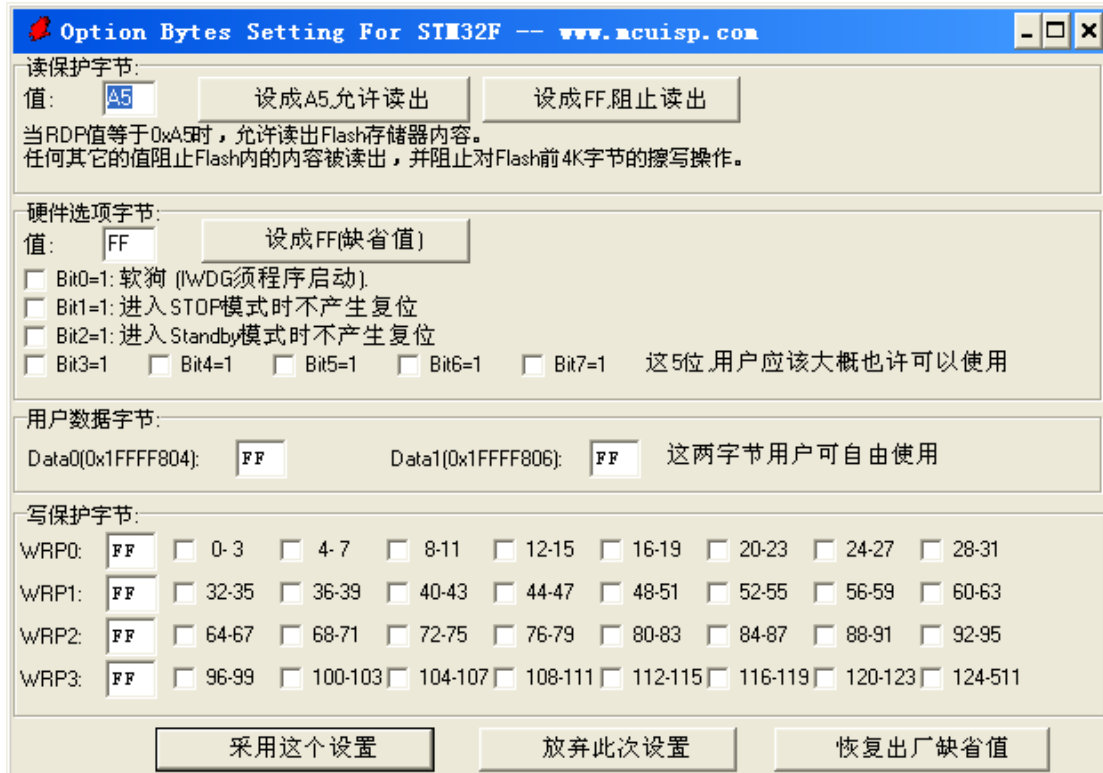 Option Bytes Setting For STM32F -- www.mcuisp.com
读保护字节:
值: A5 设成A5,允许读出 设成FF,阻止读出
当RDP值等于0xA5时，允许读出Flash存储器内容。
任何其它的值阻止Flash内的内容被读出，并阻止对Flash前4K字节的擦写操作。
硬件选项字节:
值: FF 设成FF(缺省值)
Bit0=1: 软狗 (IWDG须程序启动).
Bit1=1: 进入STOP模式时不产生复位
Bit2=1: 进入Standby模式时不产生复位
Bit3=1 Bit4=1 Bit5=1 Bit6=1 Bit7=1 这5位,用户应该大概也许可以使用
用户数据字节:
Data0(0x1FFFF804): FF Data1(0x1FFFF806): FF 这两字节用户可自由使用
写保护字节:
WRP0: FF 0- 3 4- 7 8-11 12-15 16-19 20-23 24-27 28-31
WRP1: FF 32-35 36-39 40-43 44-47 48-51 52-55 56-59 60-63
WRP2: FF 64-67 68-71 72-75 76-79 80-83 84-87 88-91 92-95
WRP3: FF 96-99 100-103 104-107 108-111 112-115 116-119 120-123 124-511
采用这个设置 放弃此次设置 恢复出厂缺省值